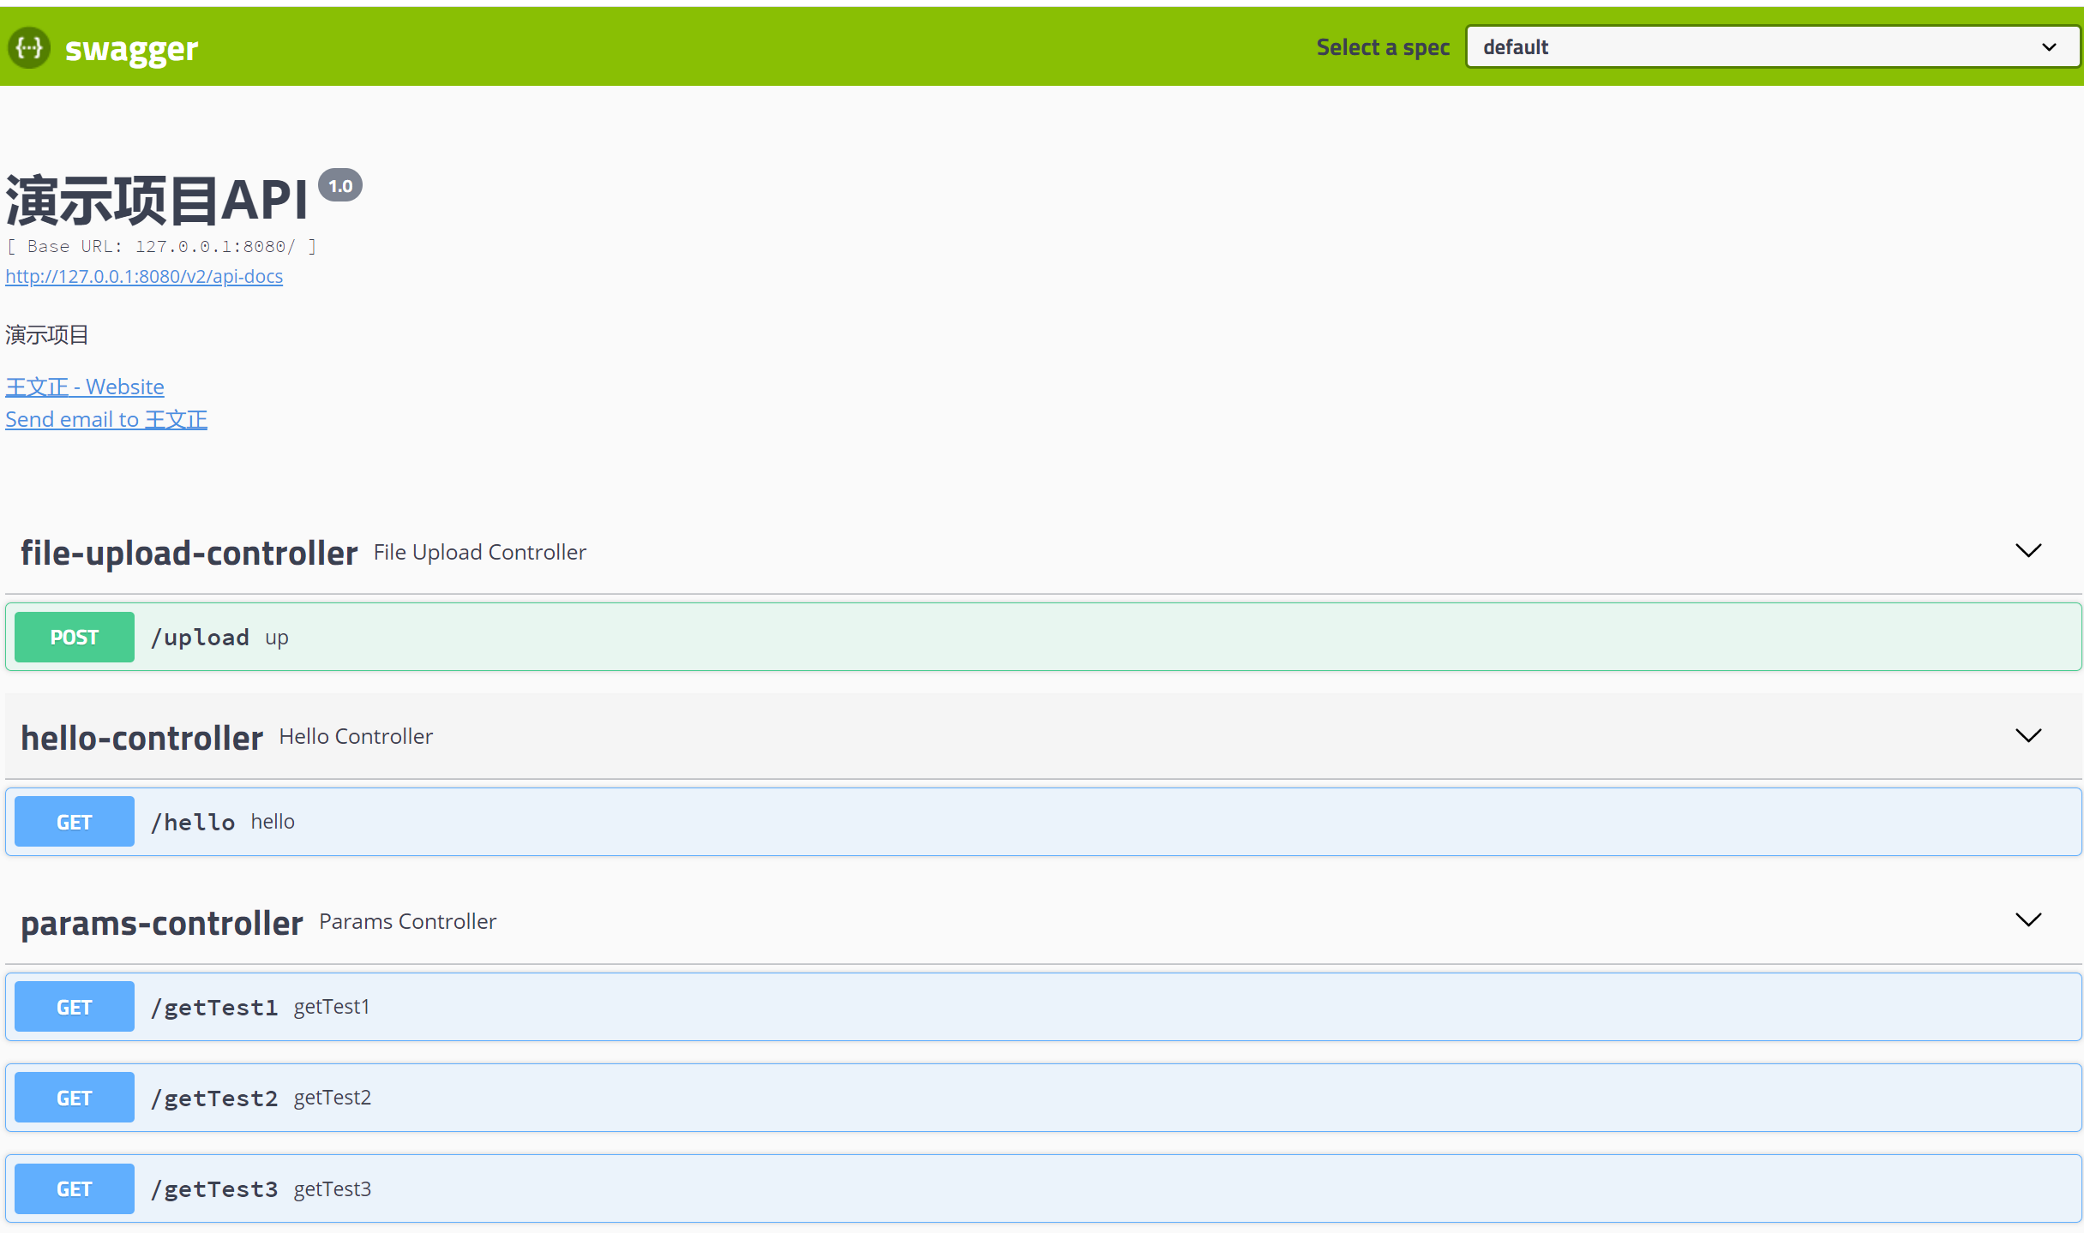 swagger Select a spec default
演示项目API 1.0
[ Base URL: 127.0.0.1:8080/ ]
http://127.0.0.1:8080/v2/api-docs
演示项目
王文正 - Website
Send email to 王文正
file-upload-controller File Upload Controller
POST /upload up
hello-controller Hello Controller
GET /hello hello
params-controller Params Controller
GET /getTest1 getTest1
GET /getTest2 getTest2
GET /getTest3 getTest3